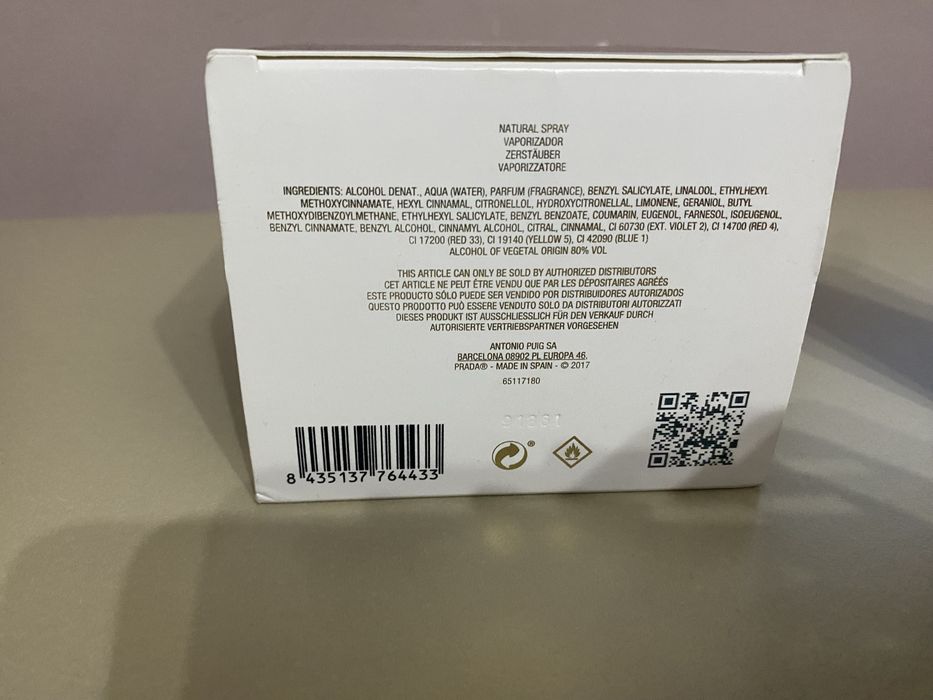 NATURAL SPRAY
VAPORIZADOR
ZERSTÄUBER
VAPORIZZATORE
INGREDIENTS: ALCOHOL DENAT., AQUA (WATER), PARFUM (FRAGRANCE), BENZYL SALICYLATE, LINALOOL, ETHYLHEXYL
METHOXYCINNAMATE, HEXYL CINNAMAL, CITRONELLOL, HYDROXYCITRONELLAL, LIMONENE, GERANIOL, BUTYL
METHOXYDIBENZOYLMETHANE, ETHYLHEXYL SALICYLATE, BENZYL BENZOATE, COUMARIN, EUGENOL, FARNESOL, ISOEUGENOL,
BENZYL CINNAMATE, BENZYL ALCOHOL, CINNAMYL ALCOHOL, CITRAL, CINNAMAL, CI 60730 (EXT. VIOLET 2), CI 14700 (RED 4),
CI 17200 (RED 33), CI 19140 (YELLOW 5), CI 42090 (BLUE 1)
ALCOHOL OF VEGETAL ORIGIN 80% VOL
THIS ARTICLE CAN ONLY BE SOLD BY AUTHORIZED DISTRIBUTORS
CET ARTICLE NE PEUT ÊTRE VENDU QUE PAR LES DÉPOSITAIRES AGRÉÉS
ESTE PRODUCTO SÓLO PUEDE SER VENDIDO POR DISTRIBUIDORES AUTORIZADOS
QUESTO PRODOTTO PUÒ ESSERE VENDUTO SOLO DA DISTRIBUTORI AUTORIZZATI
DIESES PRODUKT IST AUSSCHLIESSLICH FÜR DEN VERKAUF DURCH
AUTORISIERTE VERTRIEBSPARTNER VORGESEHEN
ANTONIO PUIG SA
BARCELONA 08902 PL EUROPA 46,
PRADA® - MADE IN SPAIN - © 2017
65117180
8 435137 764433
®